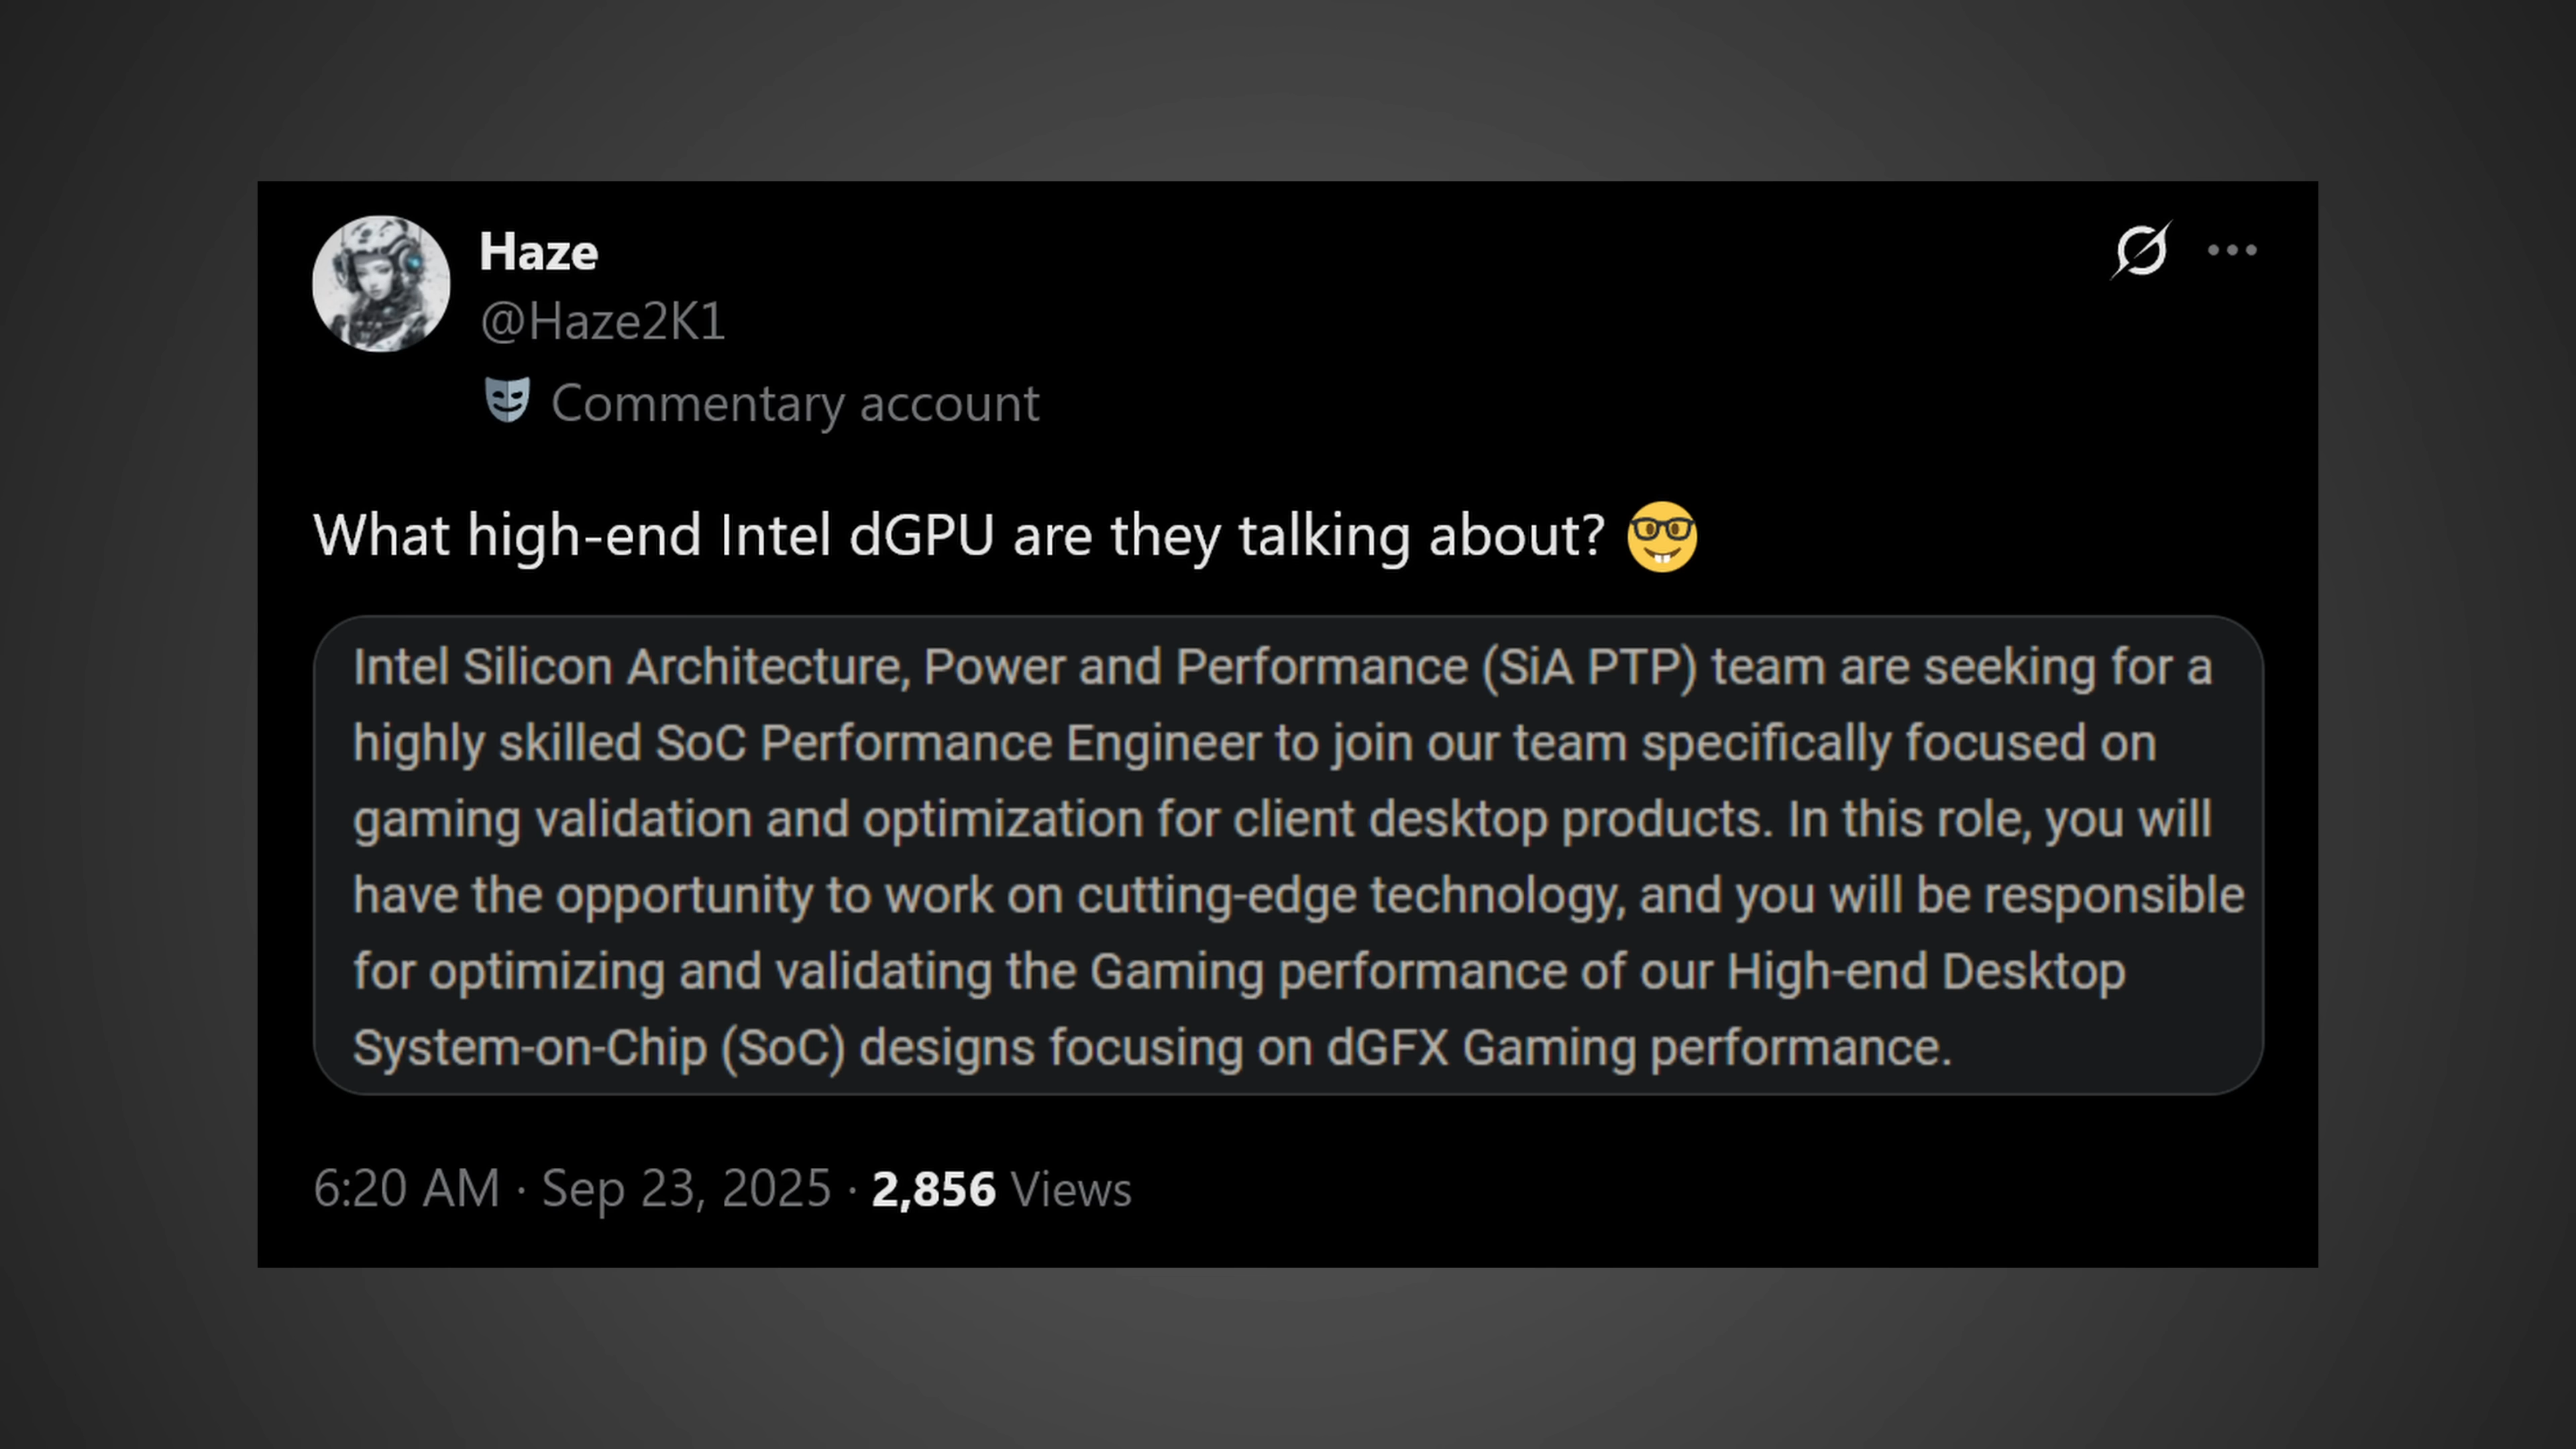 Haze
@Haze2K1
🎭 Commentary account
What high-end Intel dGPU are they talking about? 🤓
Intel Silicon Architecture, Power and Performance (SiA PTP) team are seeking for a
highly skilled SoC Performance Engineer to join our team specifically focused on
gaming validation and optimization for client desktop products. In this role, you will
have the opportunity to work on cutting-edge technology, and you will be responsible
for optimizing and validating the Gaming performance of our High-end Desktop
System-on-Chip (SoC) designs focusing on dGFX Gaming performance.
6:20 AM · Sep 23, 2025 · 2,856 Views